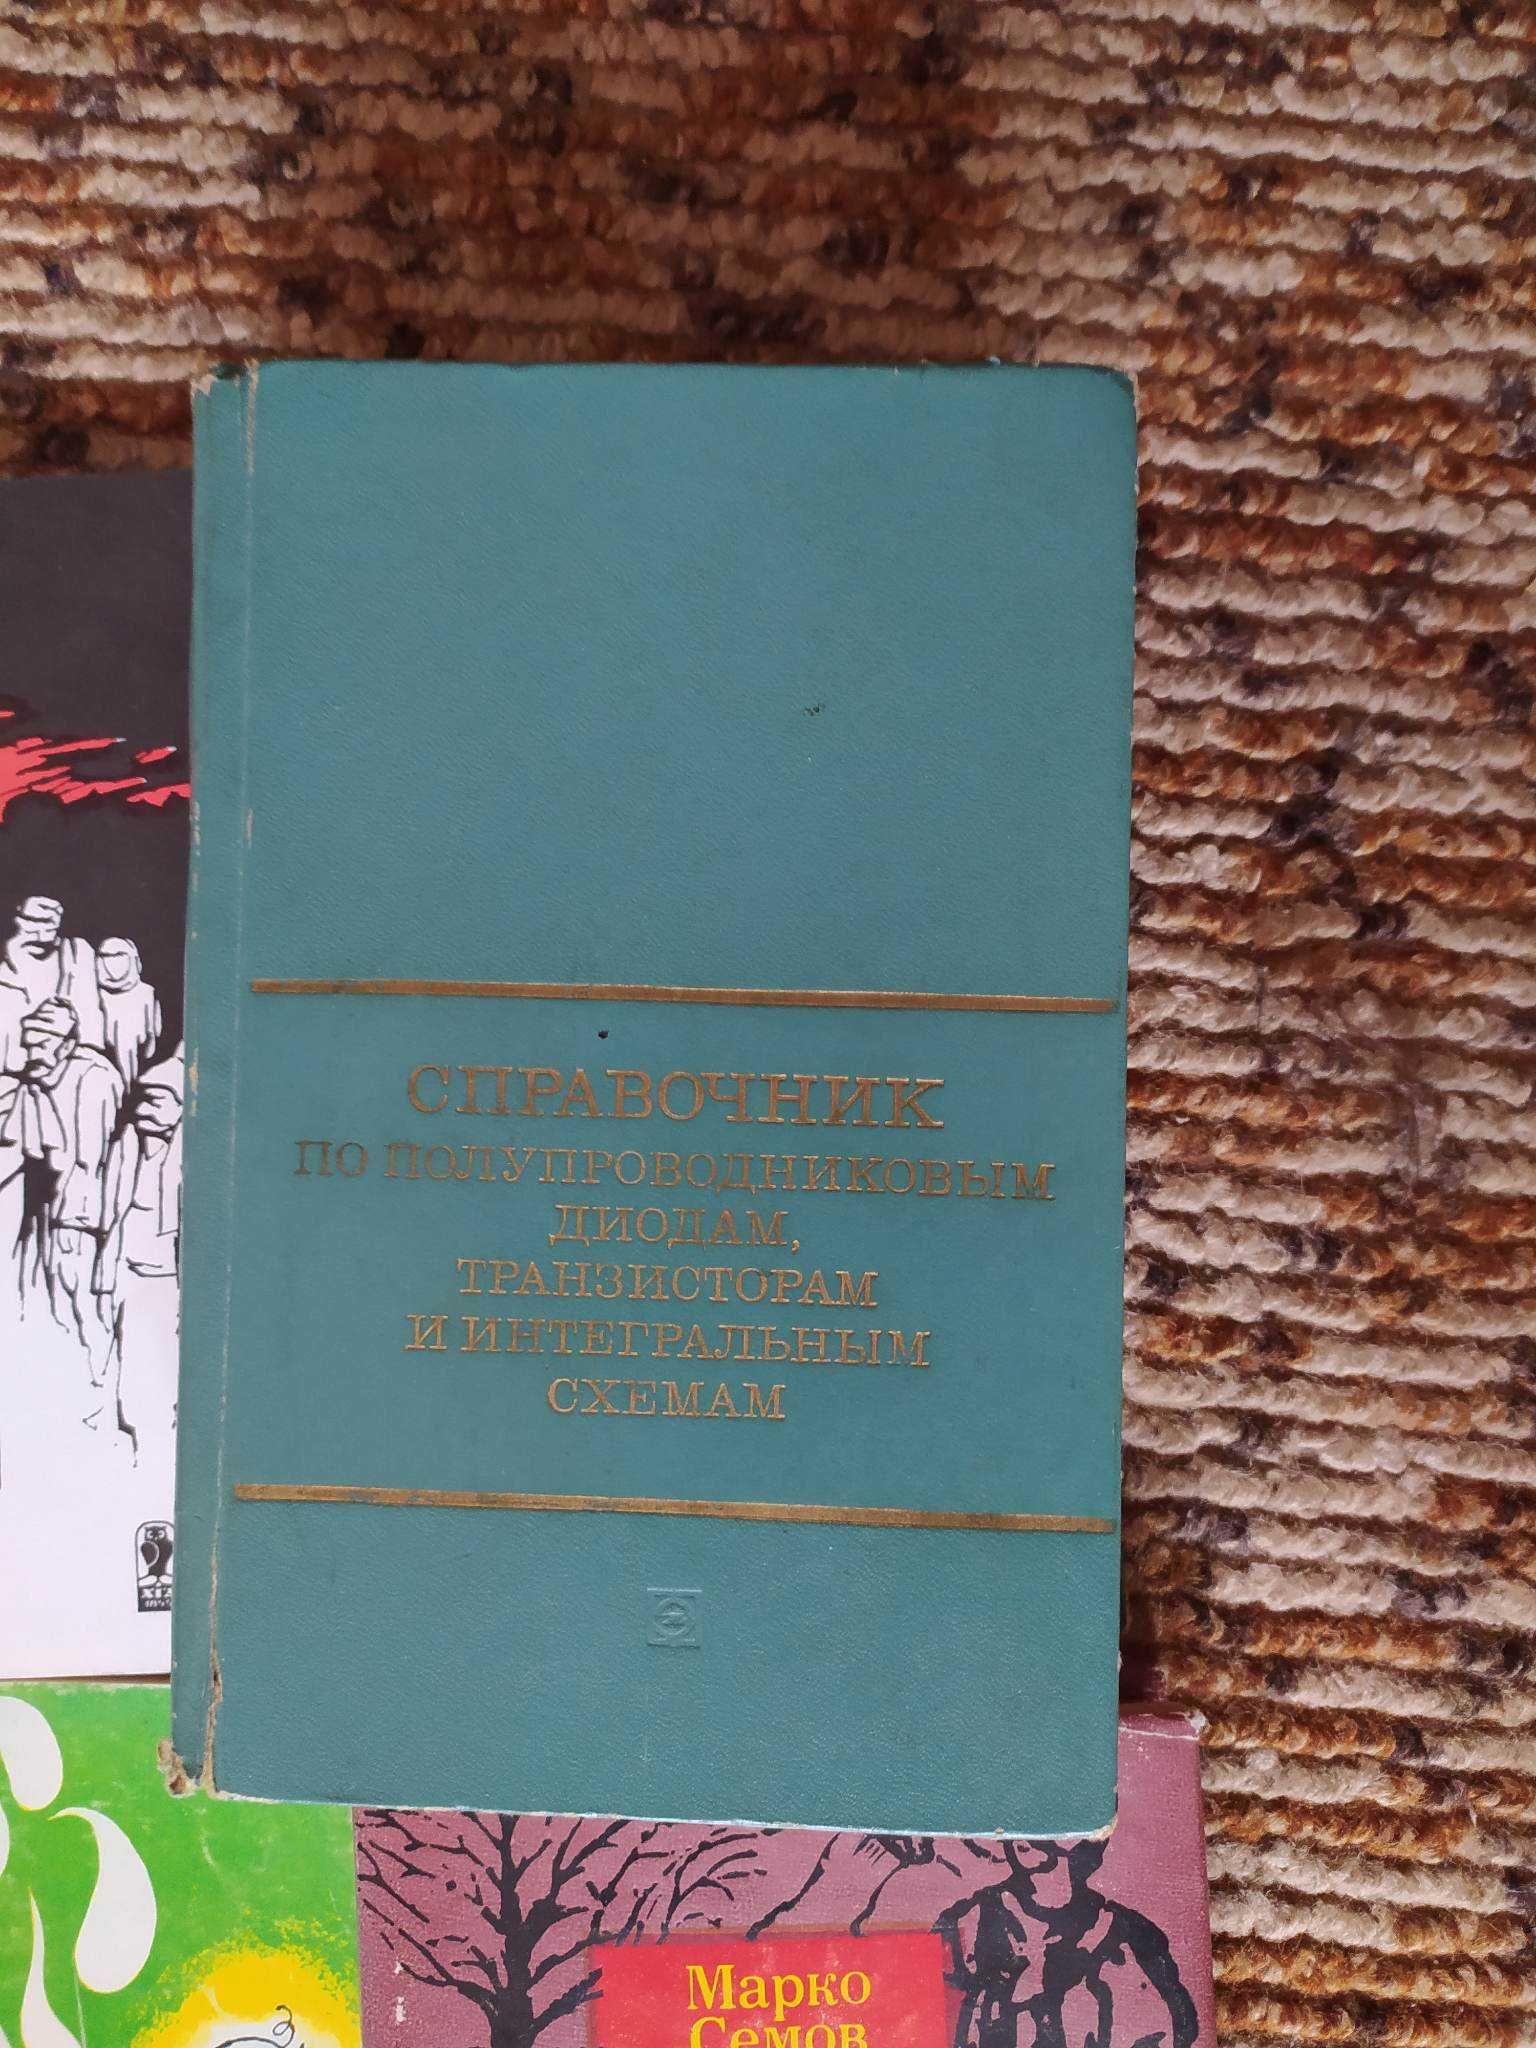 СПРАВОЧНИК
ПО ПОЛУПРОВОДНИКОВЫМ
ДИОДАМ,
ТРАНЗИСТОРАМ
И ИНТЕГРАЛЬНЫМ
СХЕМАМ
Марко
Семов